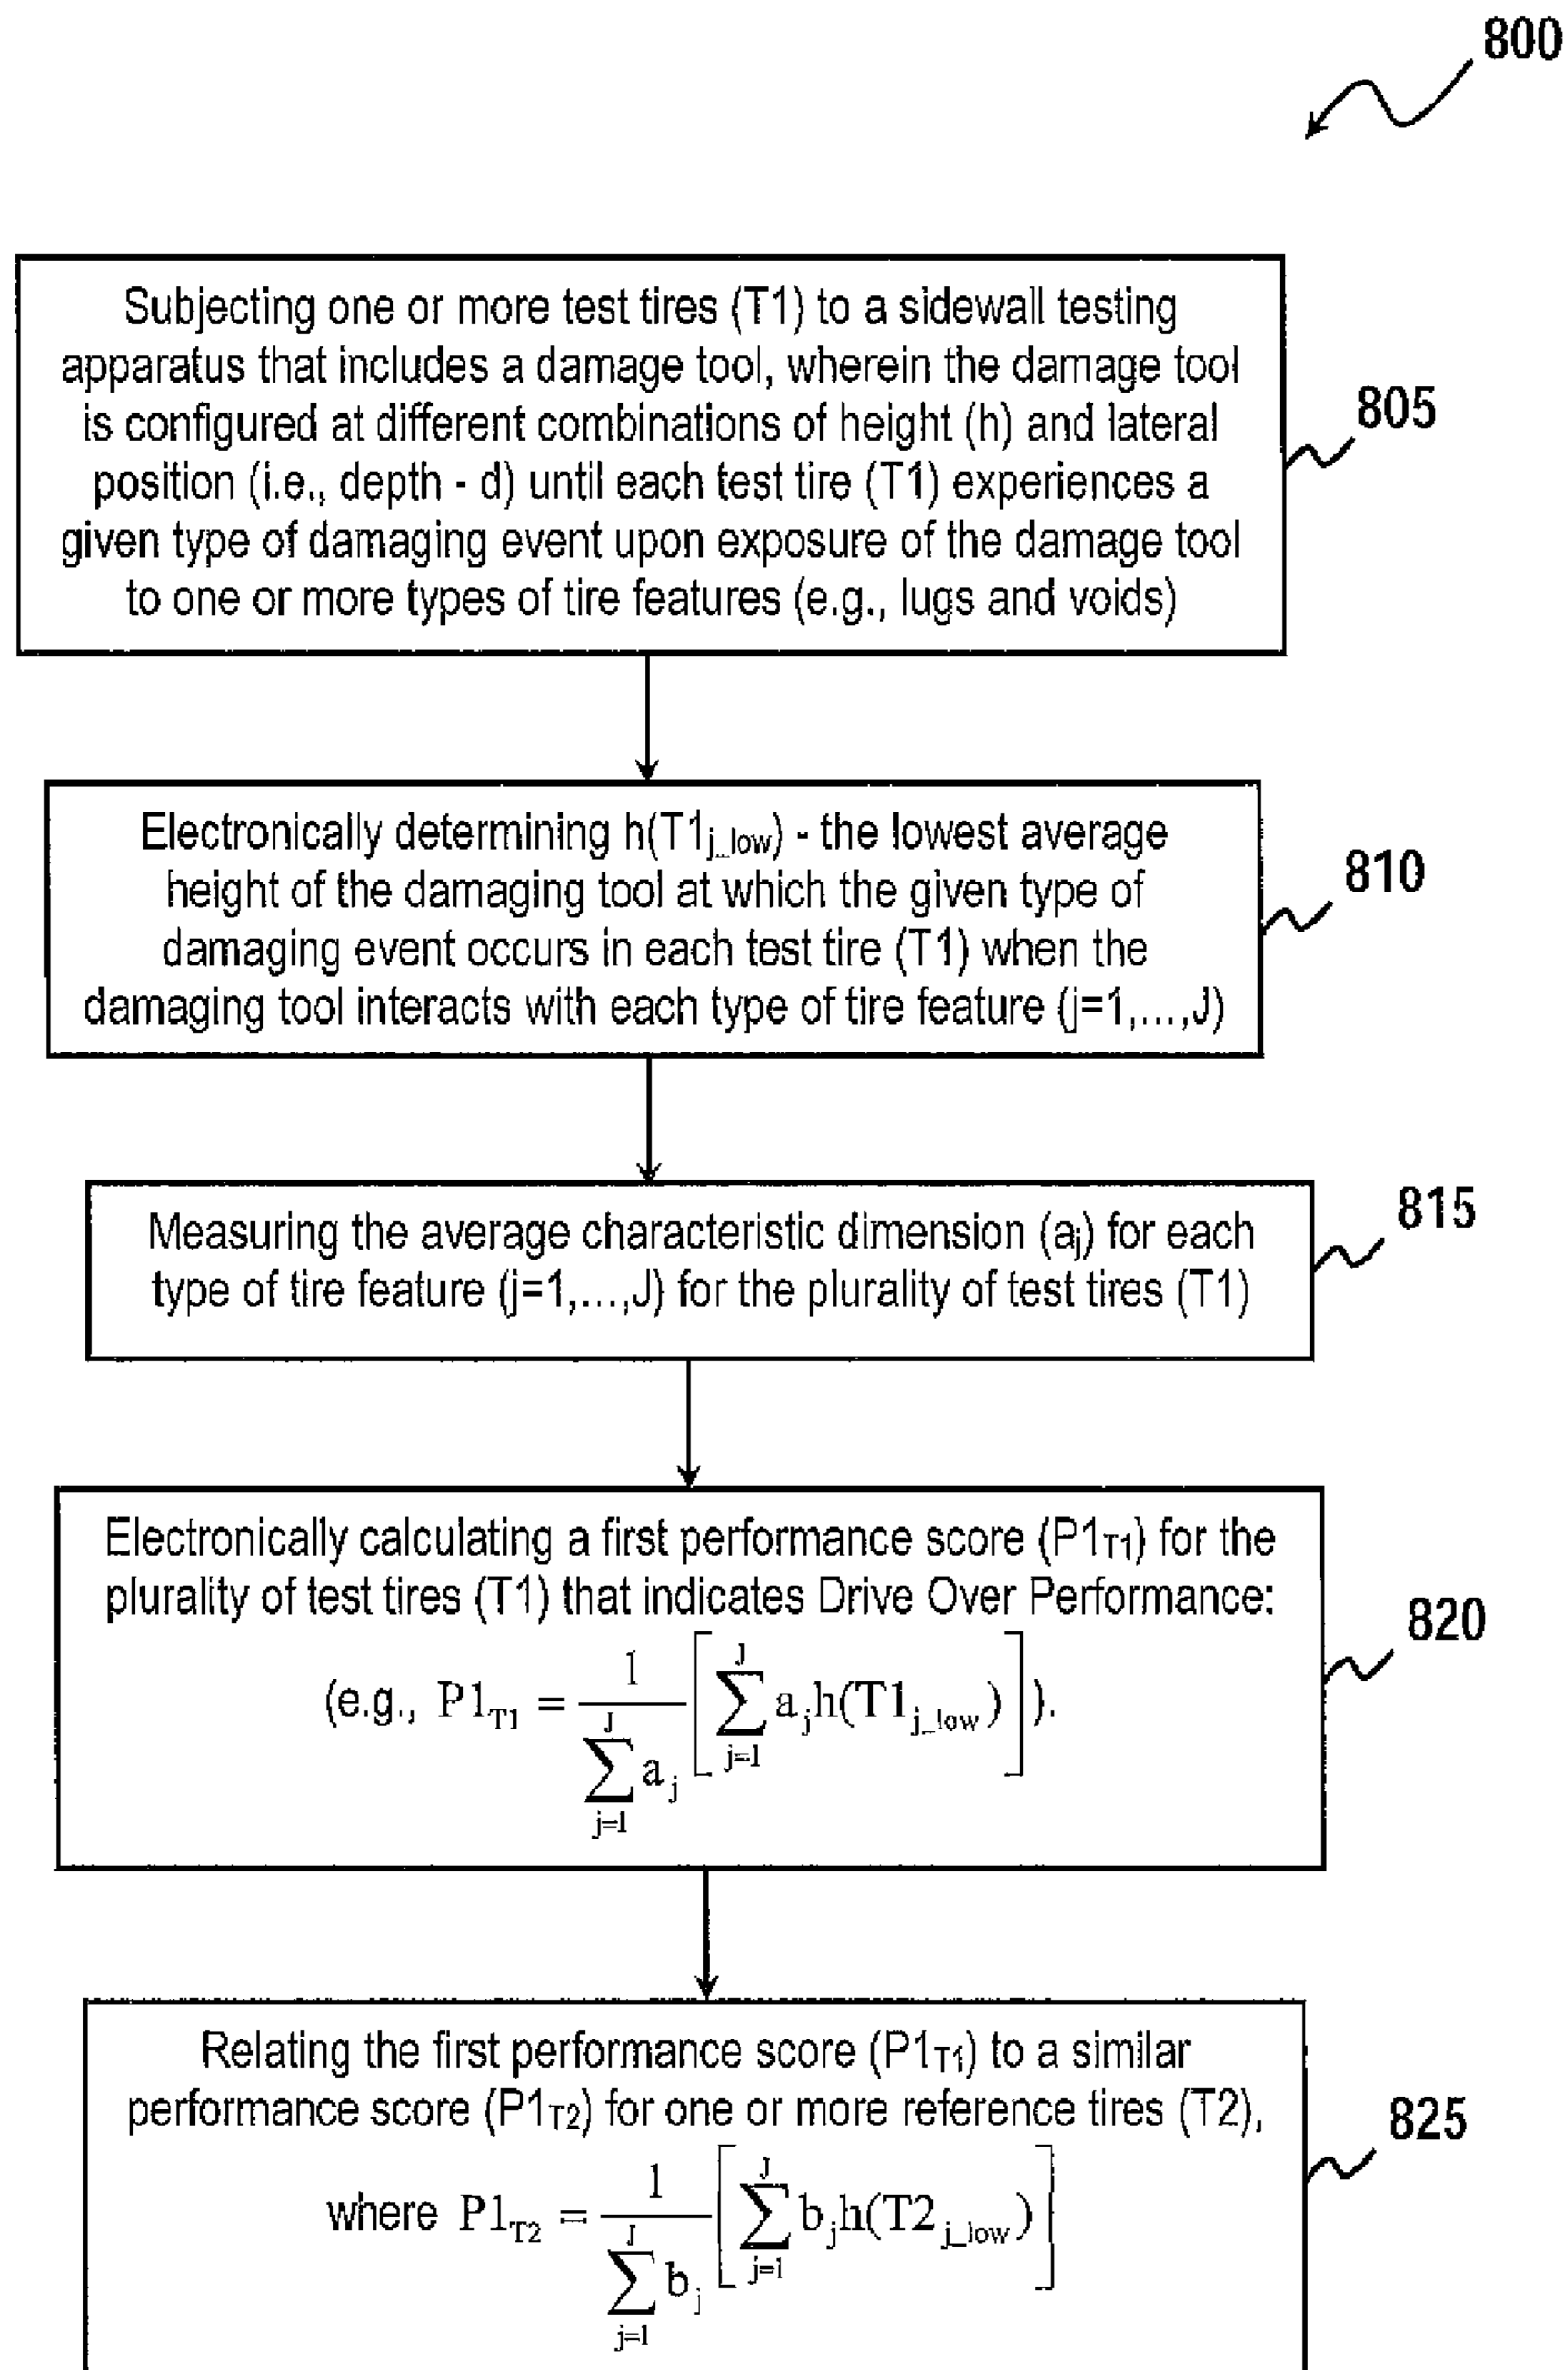 800
Subjecting one or more test tires (T1) to a sidewall testing
apparatus that includes a damage tool, wherein the damage tool
is configured at different combinations of height (h) and lateral
position (i.e., depth - d) until each test tire (T1) experiences a
given type of damaging event upon exposure of the damage tool
to one or more types of tire features (e.g., lugs and voids)
805
Electronically determining h(T1j_low) - the lowest average
height of the damaging tool at which the given type of
damaging event occurs in each test tire (T1) when the
damaging tool interacts with each type of tire feature (j=1,...,J)
810
Measuring the average characteristic dimension (aj) for each
type of tire feature (j=1,...,J) for the plurality of test tires (T1)
815
Electronically calculating a first performance score (P1T1) for the
plurality of test tires (T1) that indicates Drive Over Performance:
(e.g., P1T1 = 1 / ∑j=1J aj [ ∑j=1J ajh(T1j_low) ] ).
820
Relating the first performance score (P1T1) to a similar
performance score (P1T2) for one or more reference tires (T2),
where P1T2 = 1 / ∑j=1J bj [ ∑j=1J bjh(T2j_low) ]
825